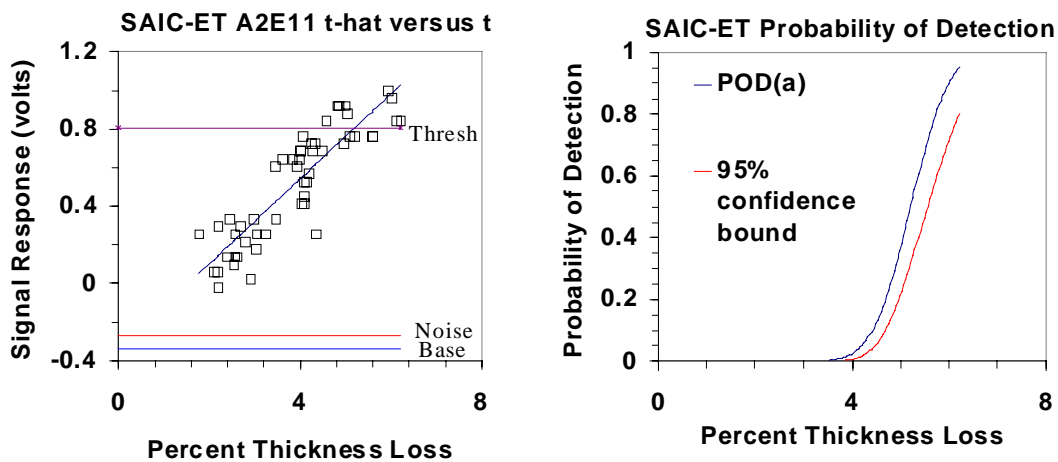 SAIC-ET A2E11 t-hat versus t
1.2
0.8
0.4
0
-0.4
Signal Response (volts)
Thresh
Noise
Base
0
4
8
Percent Thickness Loss
SAIC-ET Probability of Detection
1
0.8
0.6
0.4
0.2
0
Probability of Detection
POD(a)
95%
confidence
bound
0
4
8
Percent Thickness Loss